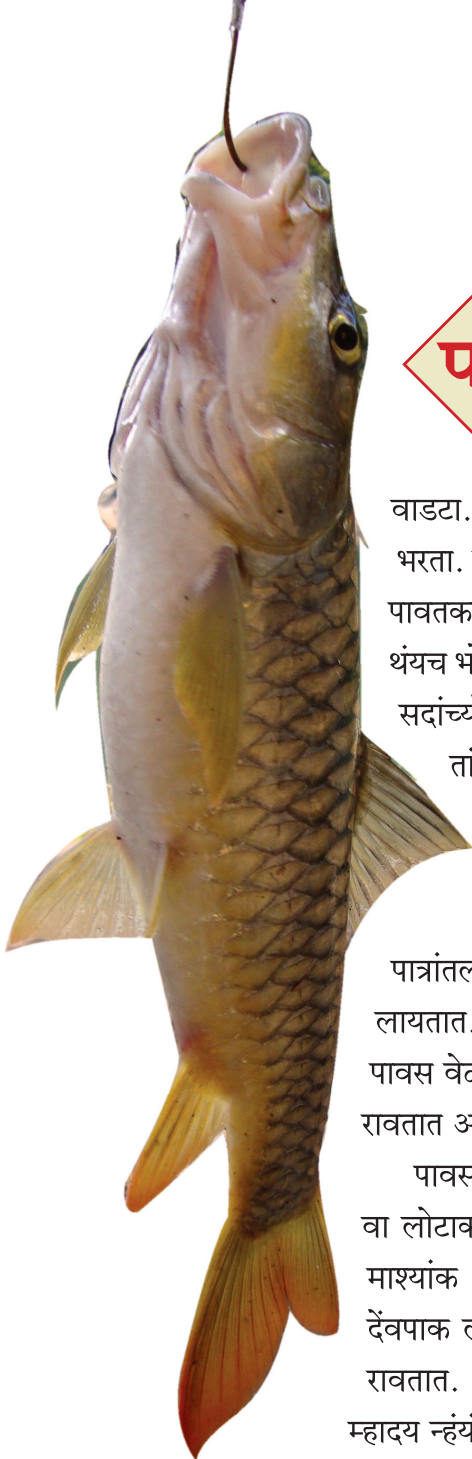 वाडटा.
भरता.
पावतक
थंयच
सदांच्य
पात्रांतल
लायतात.
पावस
रावतात
पावस
वा लोटाव
माश्यांक
देंवपाक
रावतात.
म्हादय न्हंय